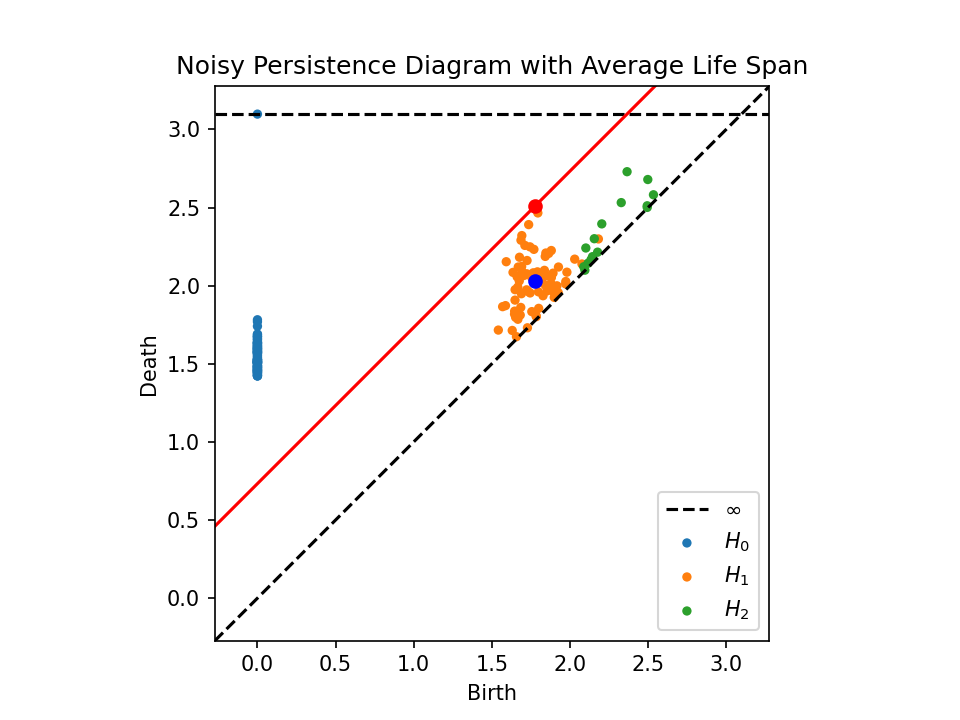 Noisy Persistence Diagram with Average Life Span
Death
3.0
2.5
2.0
1.5
1.0
0.5
0.0
∞
H₀
H₁
H₂
0.0 0.5 1.0 1.5 2.0 2.5 3.0
Birth